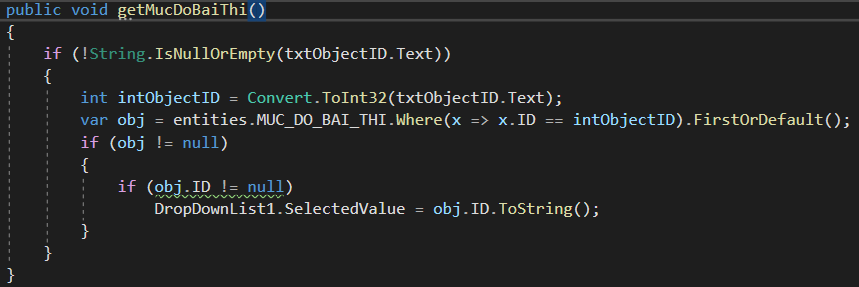 public void getMucDoBaiThi()
{
if (!String.IsNullOrEmpty(txtObjectID.Text))
{
int intObjectID = Convert.ToInt32(txtObjectID.Text);
var obj = entities.MUC_DO_BAI_THI.Where(x => x.ID == intObjectID).FirstOrDefault();
if (obj != null)
{
if (obj.ID != null)
DropDownList1.SelectedValue = obj.ID.ToString();
}
}
}